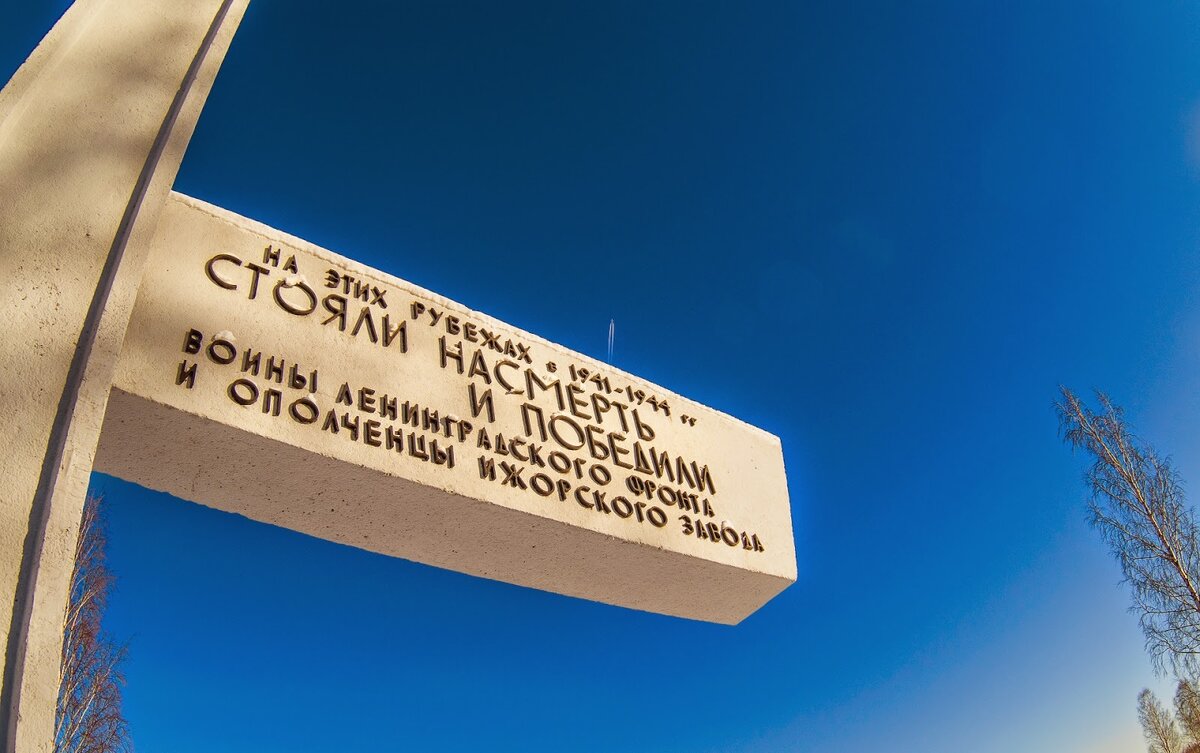 НА ЭТИХ РУБЕЖАХ в 1941-1944 гг
СТОЯЛИ НАСМЕРТЬ
И ПОБЕДИЛИ
ВОИНЫ ЛЕНИНГРАДСКОГО ФРОНТА
И ОПОЛЧЕНЦЫ ИЖОРСКОГО ЗАВОДА